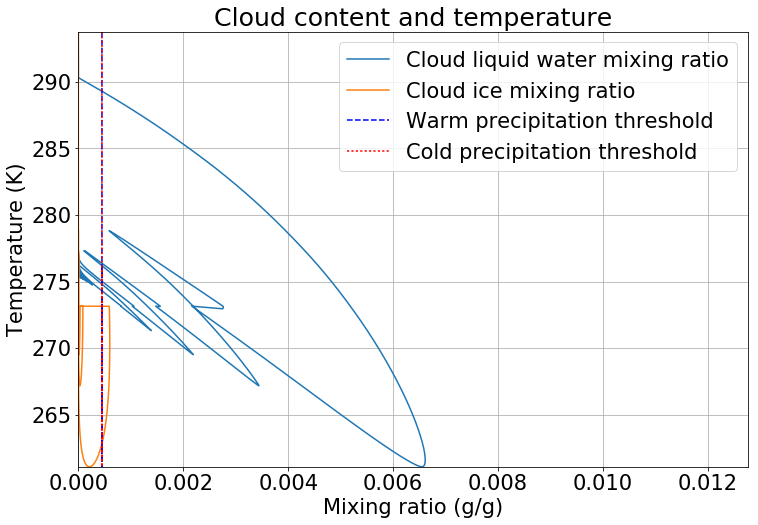 Cloud content and temperature
Cloud liquid water mixing ratio
Cloud ice mixing ratio
Warm precipitation threshold
Cold precipitation threshold
Temperature (K)
290
285
280
275
270
265
0.000 0.002 0.004 0.006 0.008 0.010 0.012
Mixing ratio (g/g)